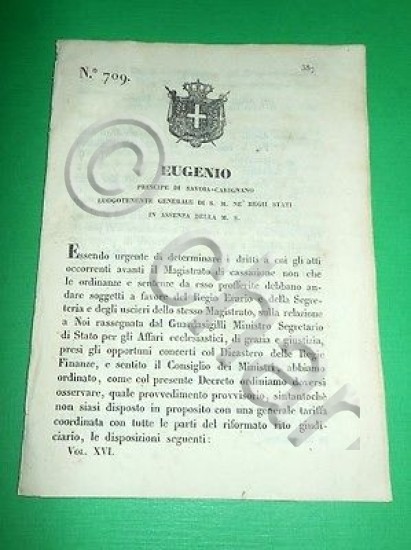 N.° 709.
EUGENIO
PRINCIPE DI SAVOIA-CARIGNANO
LUOGOTENENTE GENERALE DI S. M. NE' REGII STATI
IN ASSENZA DELLA M. S.
Essendo urgente di determinare i dritti a cui gli atti
occorrenti avanti il Magistrato di cassazione non che
le ordinanze e sentenze da esso profferite debbano an-
dare soggetti a favore del Regio Erario e della Segre-
teria e degli uscieri dello stesso Magistrato, sulla relazione
a Noi rassegnata dal Guardasigilli Ministro Segretario
di Stato per gli Affari ecclesiastici, di grazia e giustizia,
presi gli opportuni concerti col Dicastero delle Regie
Finanze, e sentito il Consiglio dei Ministri abbiamo
ordinato, come col presente Decreto ordiniamo doversi
osservare, quale provvedimento provvisorio, sintantochè
non siasi disposto in proposito con una generale tariffa
coordinata con tutte le parti del riformato rito giudi-
ciario, le disposizioni seguenti:
Vol. XVI.